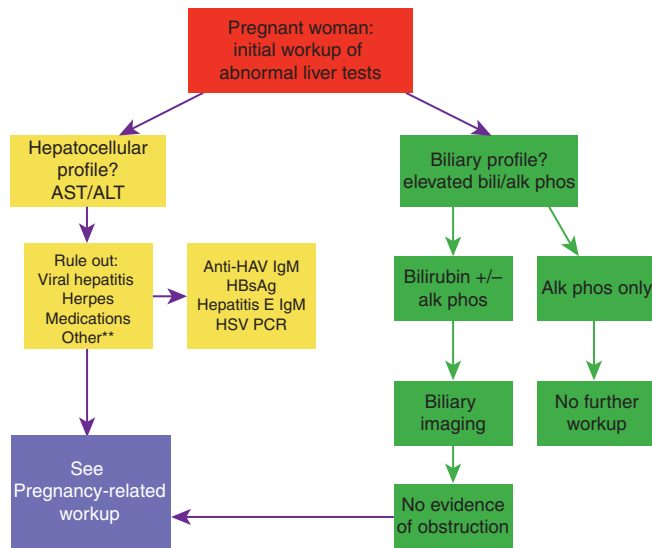 Pregnant woman:
initial workup of
abnormal liver tests
Hepatocellular
profile?
AST/ALT
Biliary profile?
elevated bili/alk phos
Rule out:
Viral hepatitis
Herpes
Medications
Other**
Anti-HAV IgM
HBsAg
Hepatitis E IgM
HSV PCR
Bilirubin +/–
alk phos
Alk phos only
Biliary
imaging
No further
workup
See
Pregnancy-related
workup
No evidence
of obstruction